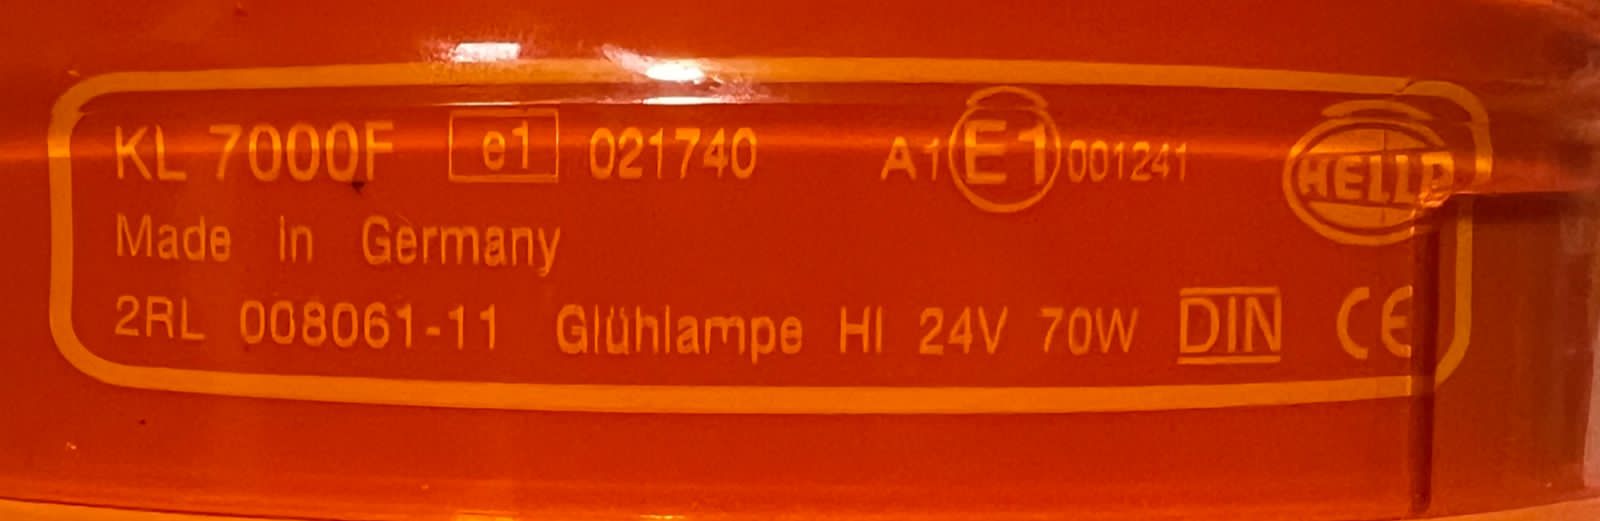 KL 7000F e1 021740 A1 E1 001241 HELLA
Made in Germany
2RL 008061-11 Glühlampe H1 24V 70W DIN CE